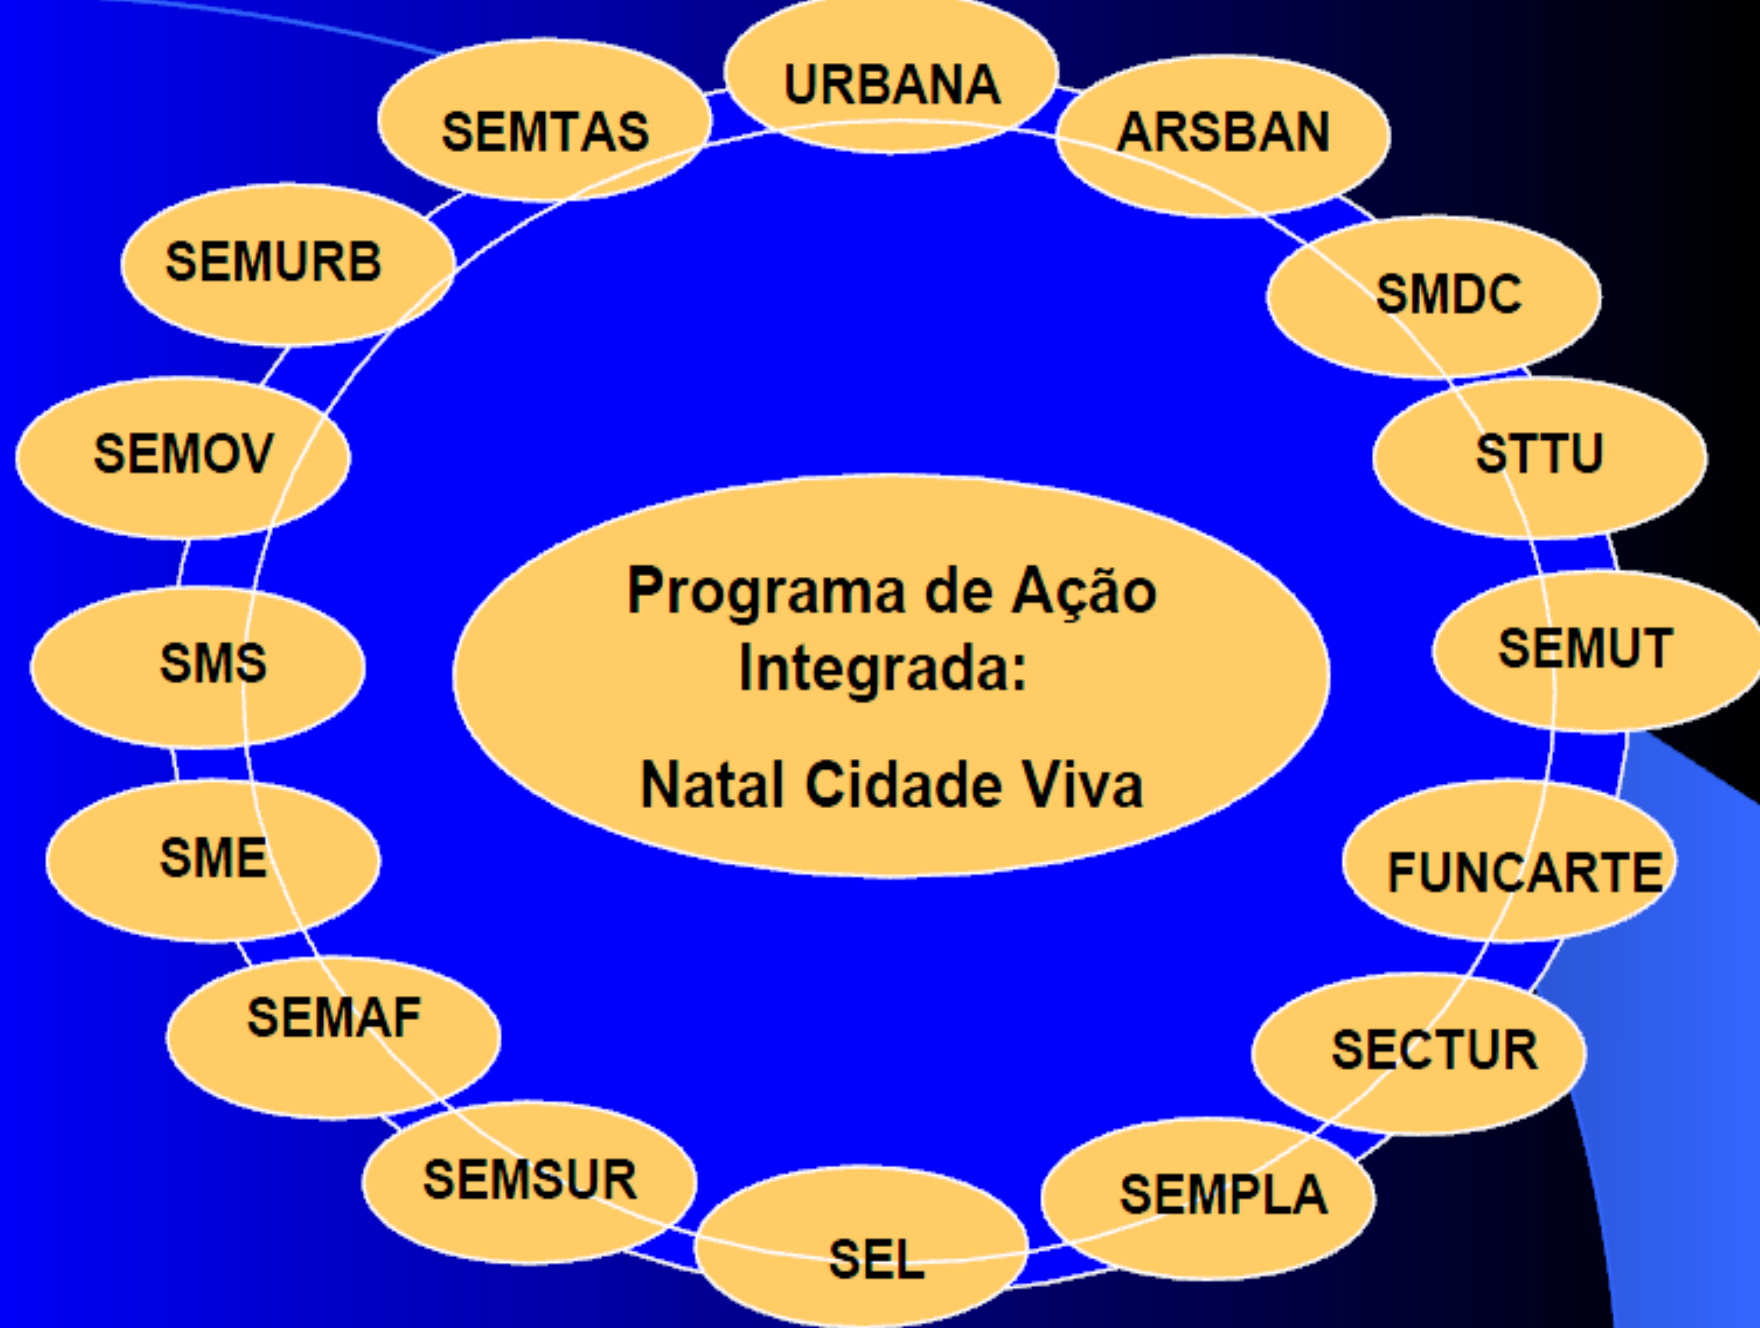 URBANA
SEMTAS
ARSBAN
SEMURB
SMDC
SEMOV
STTU
Programa de Ação
Integrada:
Natal Cidade Viva
SMS
SEMUT
SME
FUNCARTE
SEMAF
SECTUR
SEMSUR
SEMPLA
SEL